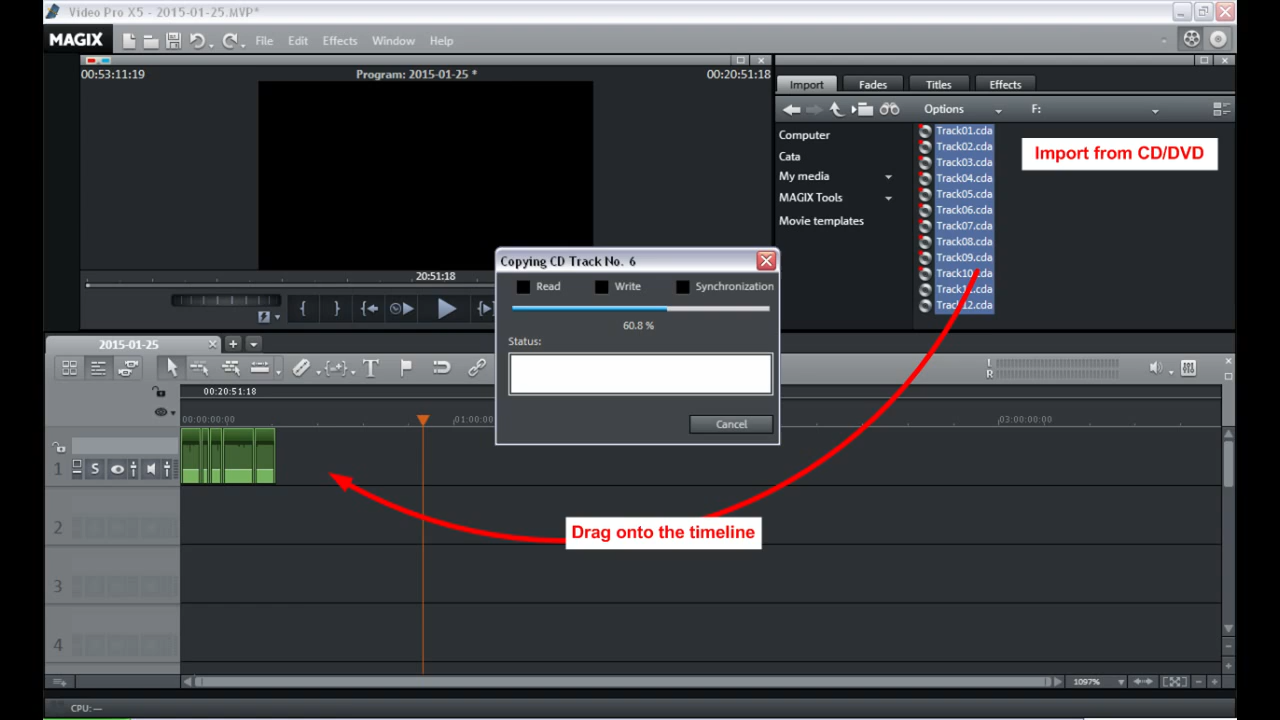 Video Pro X5 - 2015-01-25.MVP*
MAGIX File Edit Effects Window Help
00:53:11:19 Program: 2015-01-25 * 00:20:51:18
Import Fades Titles Effects
Options F:
Computer
Cata
My media
MAGIX Tools
Movie templates
Track01.cda
Track02.cda
Track03.cda
Track04.cda
Track05.cda
Track06.cda
Track07.cda
Track08.cda
Track09.cda
Import from CD/DVD
20:51:18
Copying CD Track No. 6
Read Write Synchronization
60.8 %
Status:
Cancel
2015-01-25
L
R
00:20:51:18
00:00:00:00 03:00:00:00
1 S
Drag onto the timeline
2
3
4
1097%
CPU: —